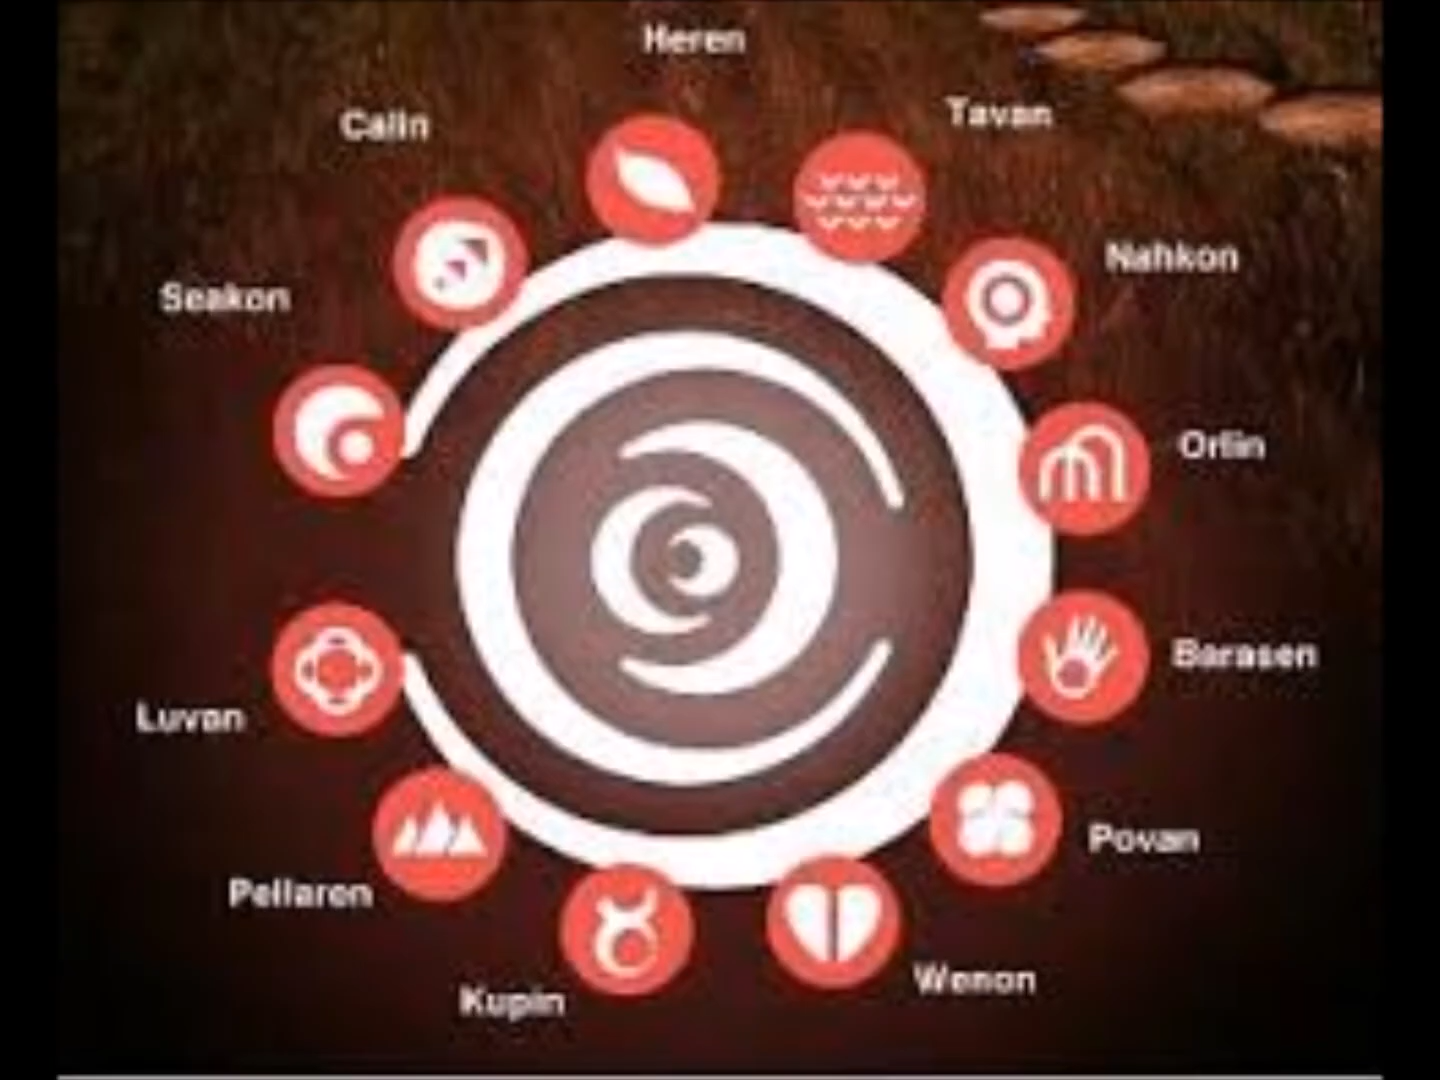 Heren
Calin
Tavan
Nahkon
Seakon
Orlin
Barasen
Luvan
Povan
Pellaren
Wenon
Kupin